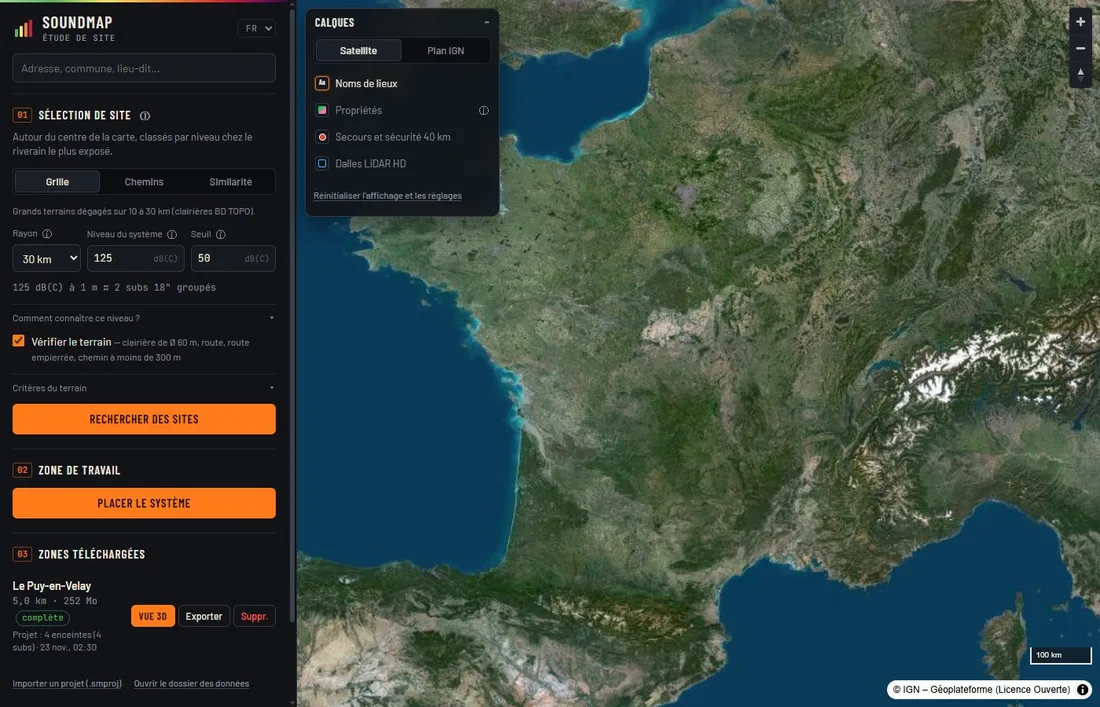 SOUNDMAP
ÉTUDE DE SITE
FR
Adresse, commune, lieu-dit...
01 SÉLECTION DE SITE
Autour du centre de la carte, classés par niveau chez le
riverain le plus exposé.
Grille Chemins Similarité
Grands terrains dégagés sur 10 à 30 km (clairières BD TOPO).
Rayon Niveau du système Seuil
30 km 125 dB(C) 50 dB(C)
125 dB(C) à 1 m ≈ 2 subs 18" groupés
Comment connaître ce niveau ?
Vérifier le terrain — clairière de Ø 60 m, route, route
empierrée, chemin à moins de 300 m
Critères du terrain
RECHERCHER DES SITES
02 ZONE DE TRAVAIL
PLACER LE SYSTÈME
03 ZONES TÉLÉCHARGÉES
Le Puy-en-Velay
5,0 km · 252 Mo
complète
VUE 3D Exporter Suppr.
Projet : 4 enceintes (4
subs) · 23 nov., 02:30
Importer un projet (.smproj) Ouvrir le dossier des données
CALQUES −
Satellite Plan IGN
Aa Noms de lieux
Propriétés
Secours et sécurité 40 km
Dalles LiDAR HD
Réinitialiser l'affichage et les réglages
+
−
100 km
© IGN – Géoplateforme (Licence Ouverte)